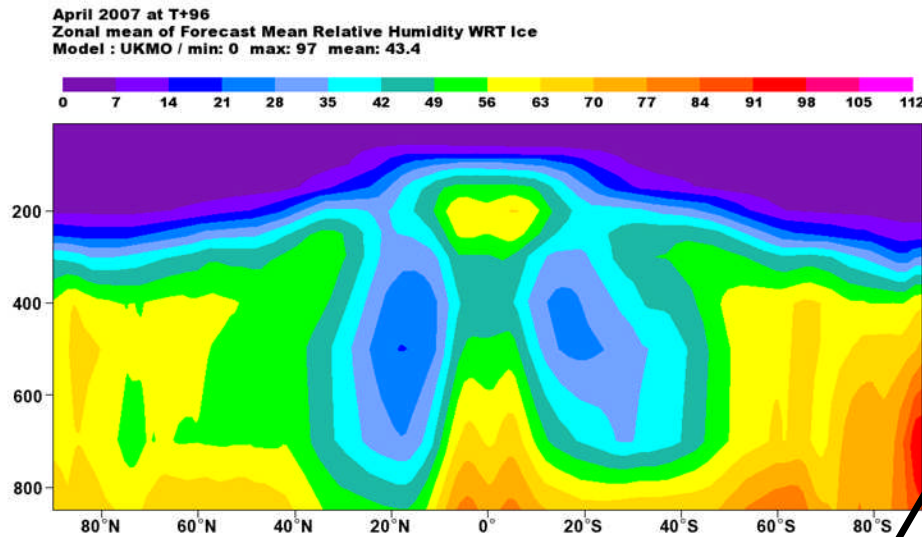 April 2007 at T+96
Zonal mean of Forecast Mean Relative Humidity WRT Ice
Model : UKMO / min: 0 max: 97 mean: 43.4
0 7 14 21 28 35 42 49 56 63 70 77 84 91 98 105 112
200
400
600
800
80°N 60°N 40°N 20°N 0° 20°S 40°S 60°S 80°S